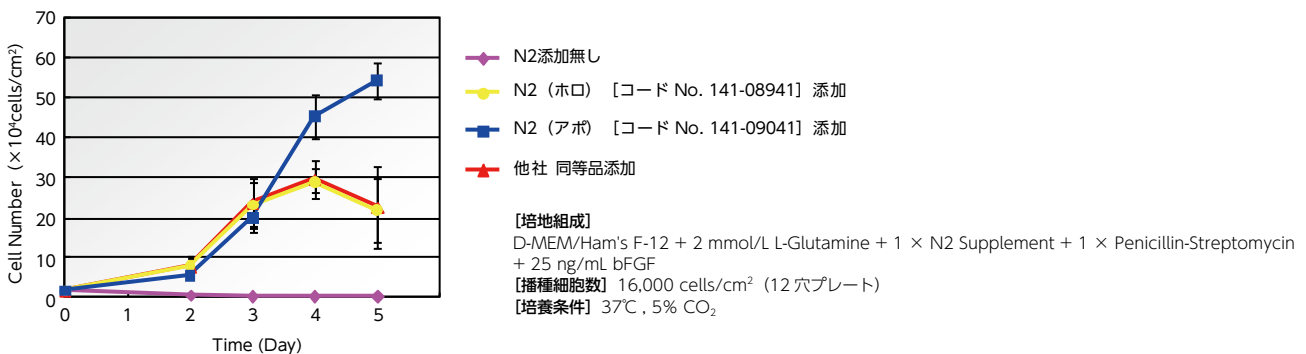 70
60
50
40
30
20
10
0
Cell Number（×10⁴cells/cm²）
0 1 2 3 4 5
Time (Day)
N2添加無し
N2（ホロ）［コード No. 141-08941］添加
N2（アポ）［コード No. 141-09041］添加
他社 同等品添加
[培地組成]
D-MEM/Ham's F-12 + 2 mmol/L L-Glutamine + 1 × N2 Supplement + 1 × Penicillin-Streptomycin
+ 25 ng/mL bFGF
[播種細胞数] 16,000 cells/cm²（12 穴プレート）
[培養条件] 37℃ , 5% CO₂